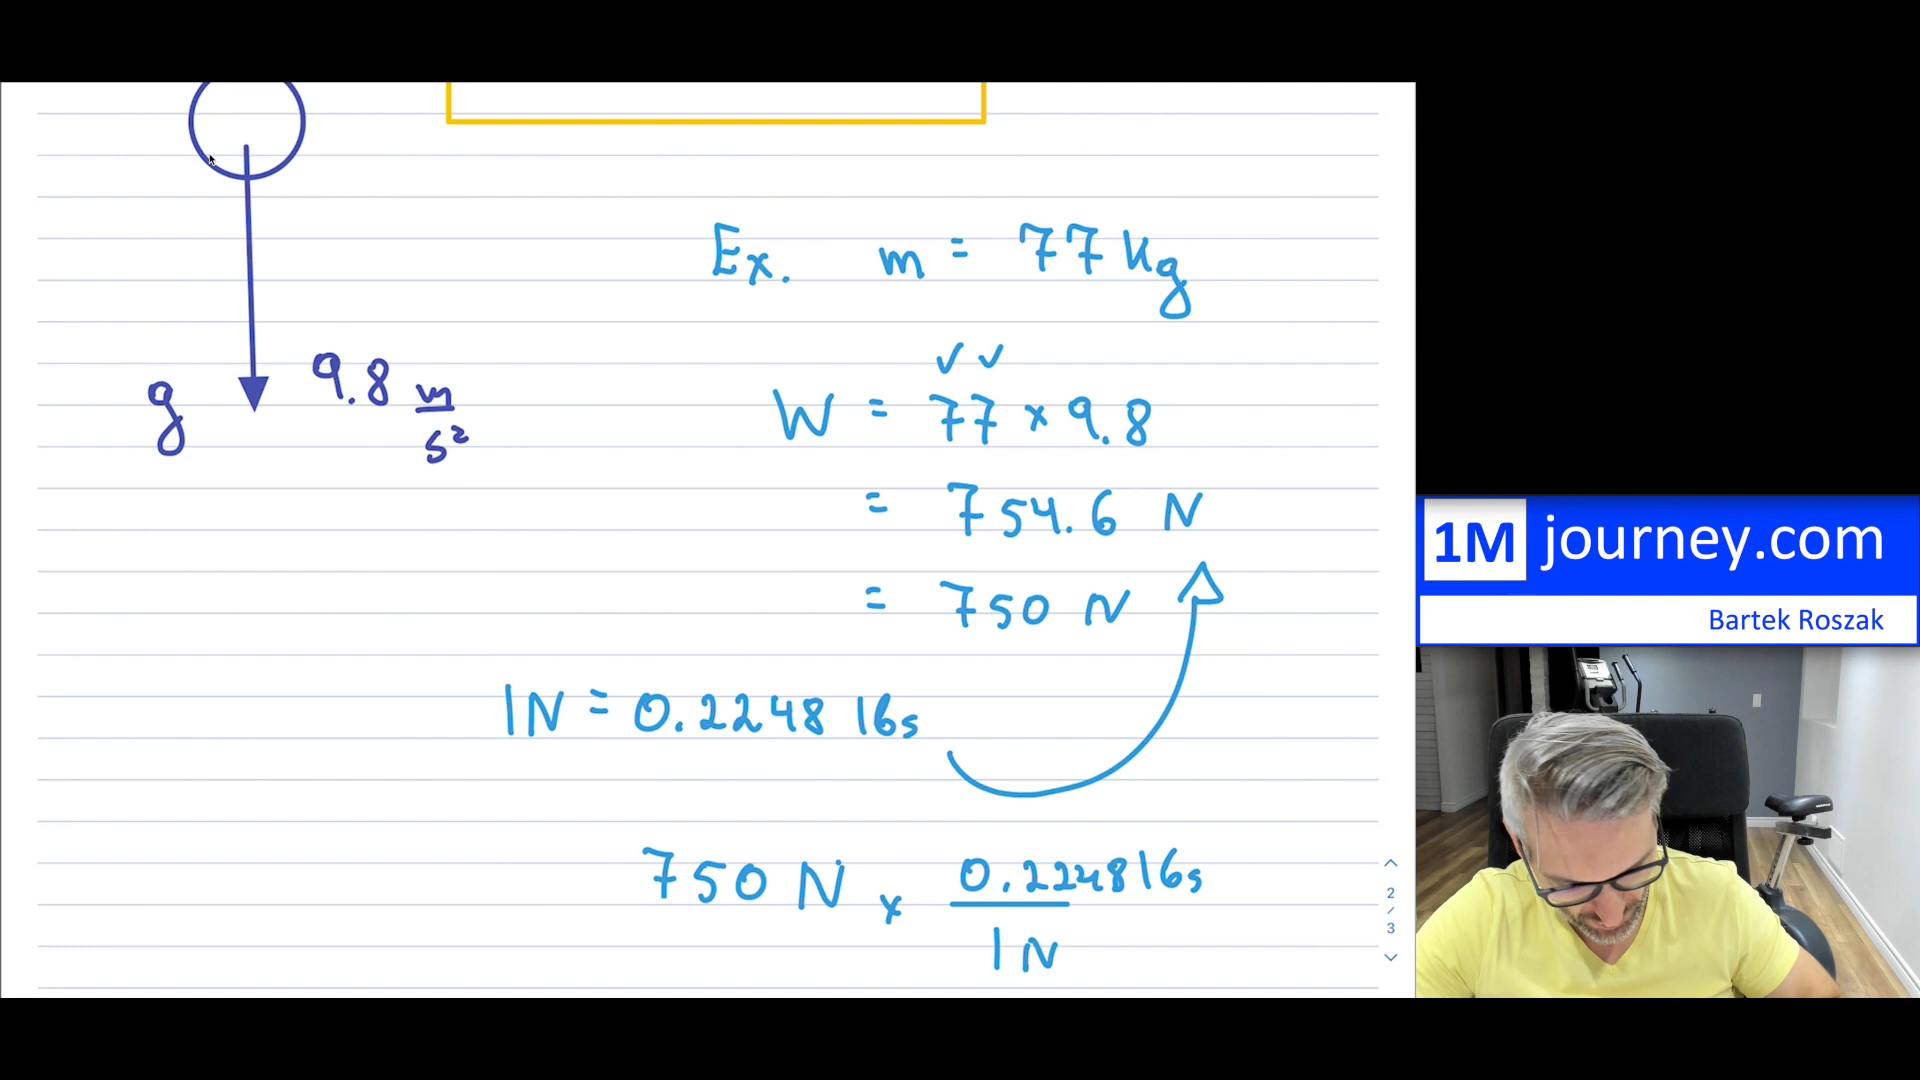 Ex. m = 77 kg
✓✓
W = 77 × 9.8
g 9.8 m/s²
= 754.6 N
= 750 N
1N = 0.2248 lbs
750 N × 0.2248 lbs / 1N
2 / 3
1M journey.com
Bartek Roszak